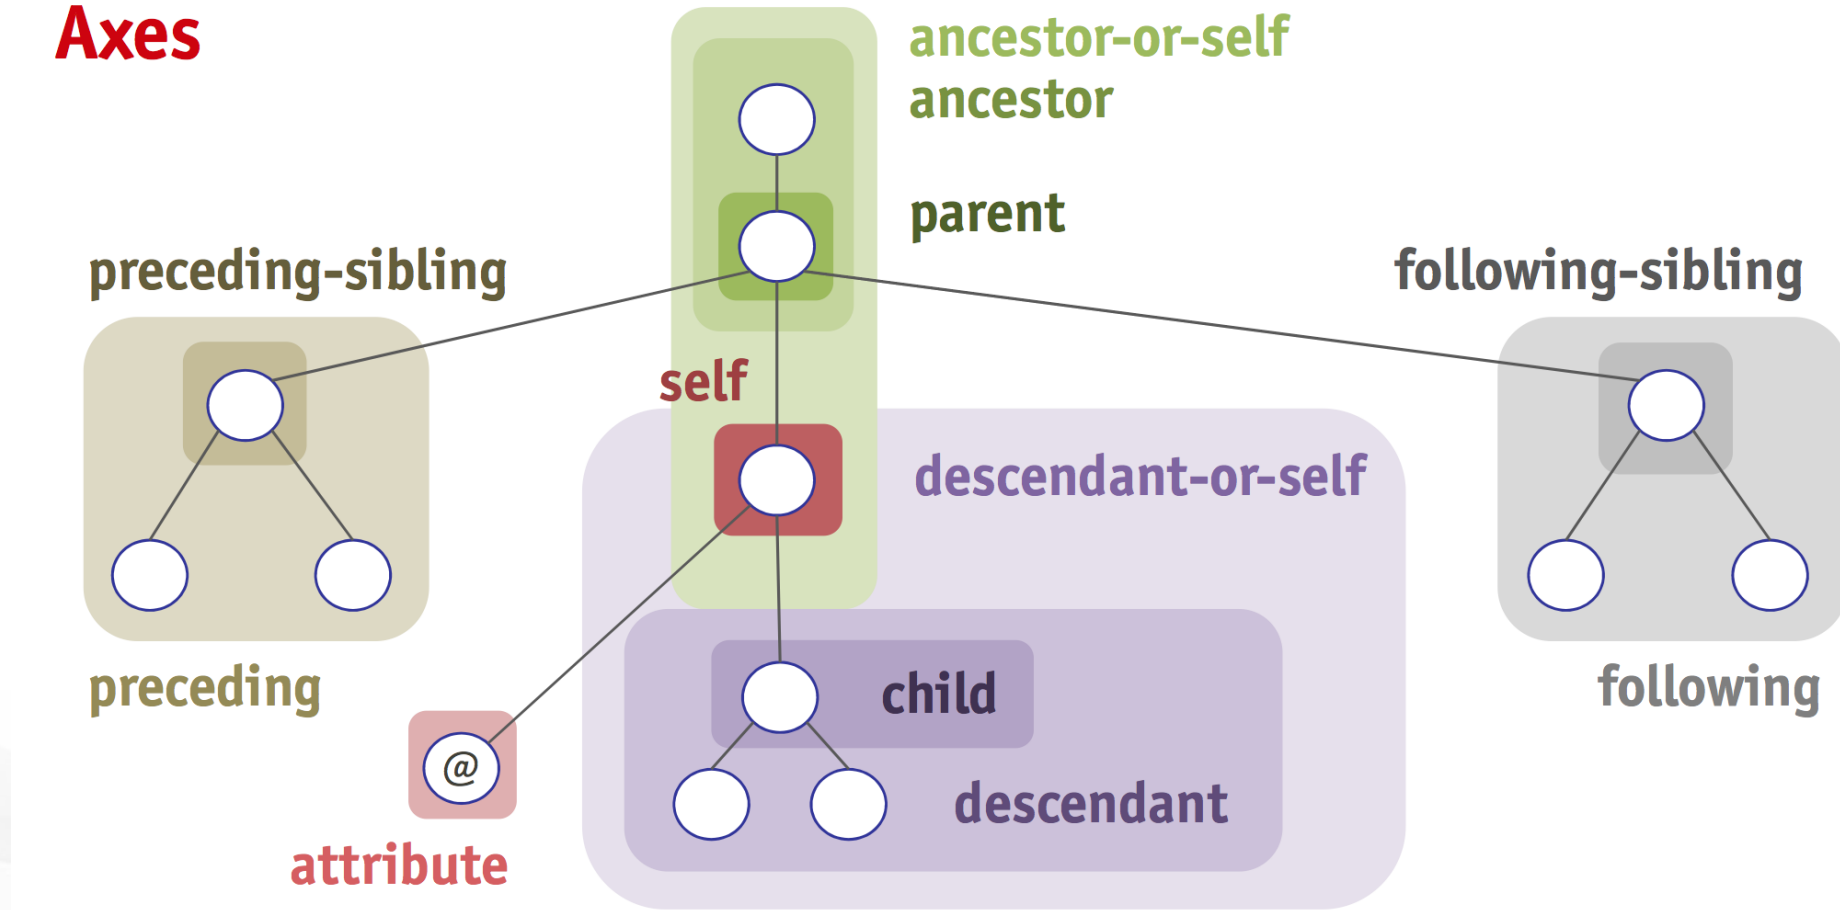 Axes
ancestor-or-self
ancestor
parent
preceding-sibling
following-sibling
self
descendant-or-self
preceding
child
following
@
descendant
attribute